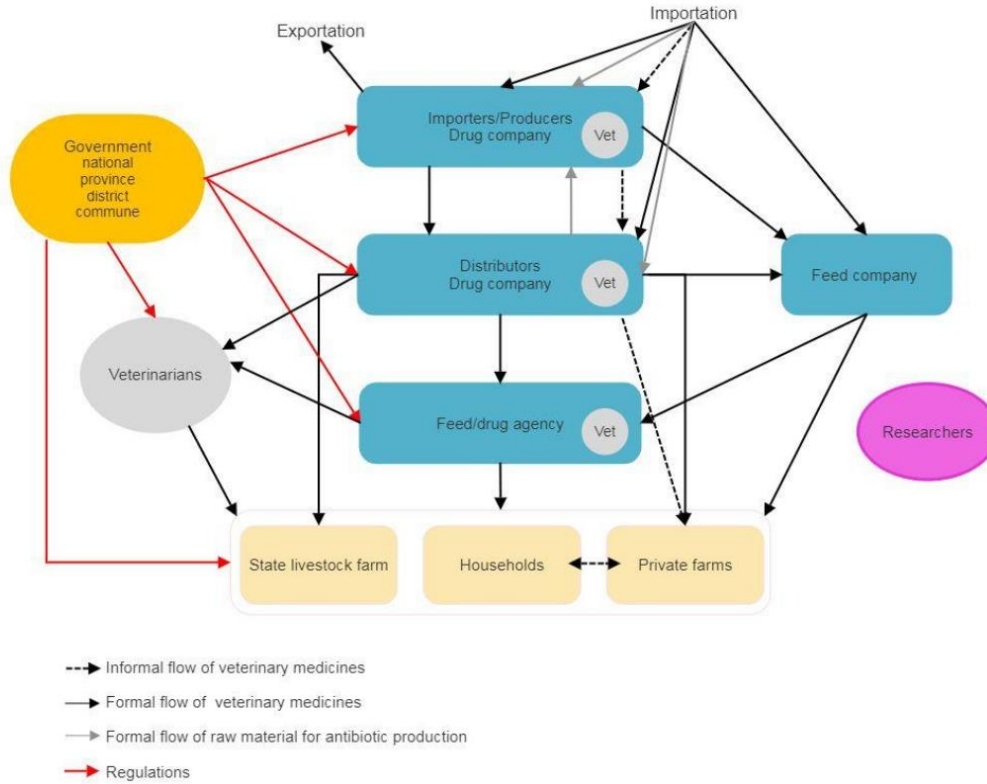 Importation
Exportation
Importers/Producers
Drug company
Vet
Government
national
province
district
commune
Distributors
Drug company
Vet
Feed company
Veterinarians
Feed/drug agency
Vet
Researchers
State livestock farm
Households
Private farms
Informal flow of veterinary medicines
Formal flow of veterinary medicines
Formal flow of raw material for antibiotic production
Regulations